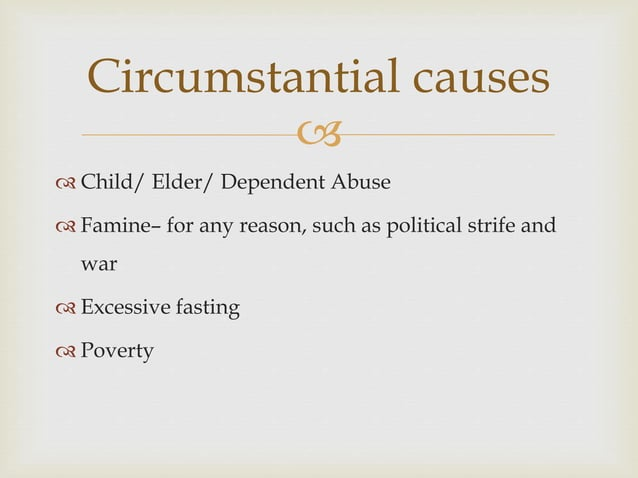 Circumstantial causes
Child/ Elder/ Dependent Abuse
Famine– for any reason, such as political strife and
war
Excessive fasting
Poverty